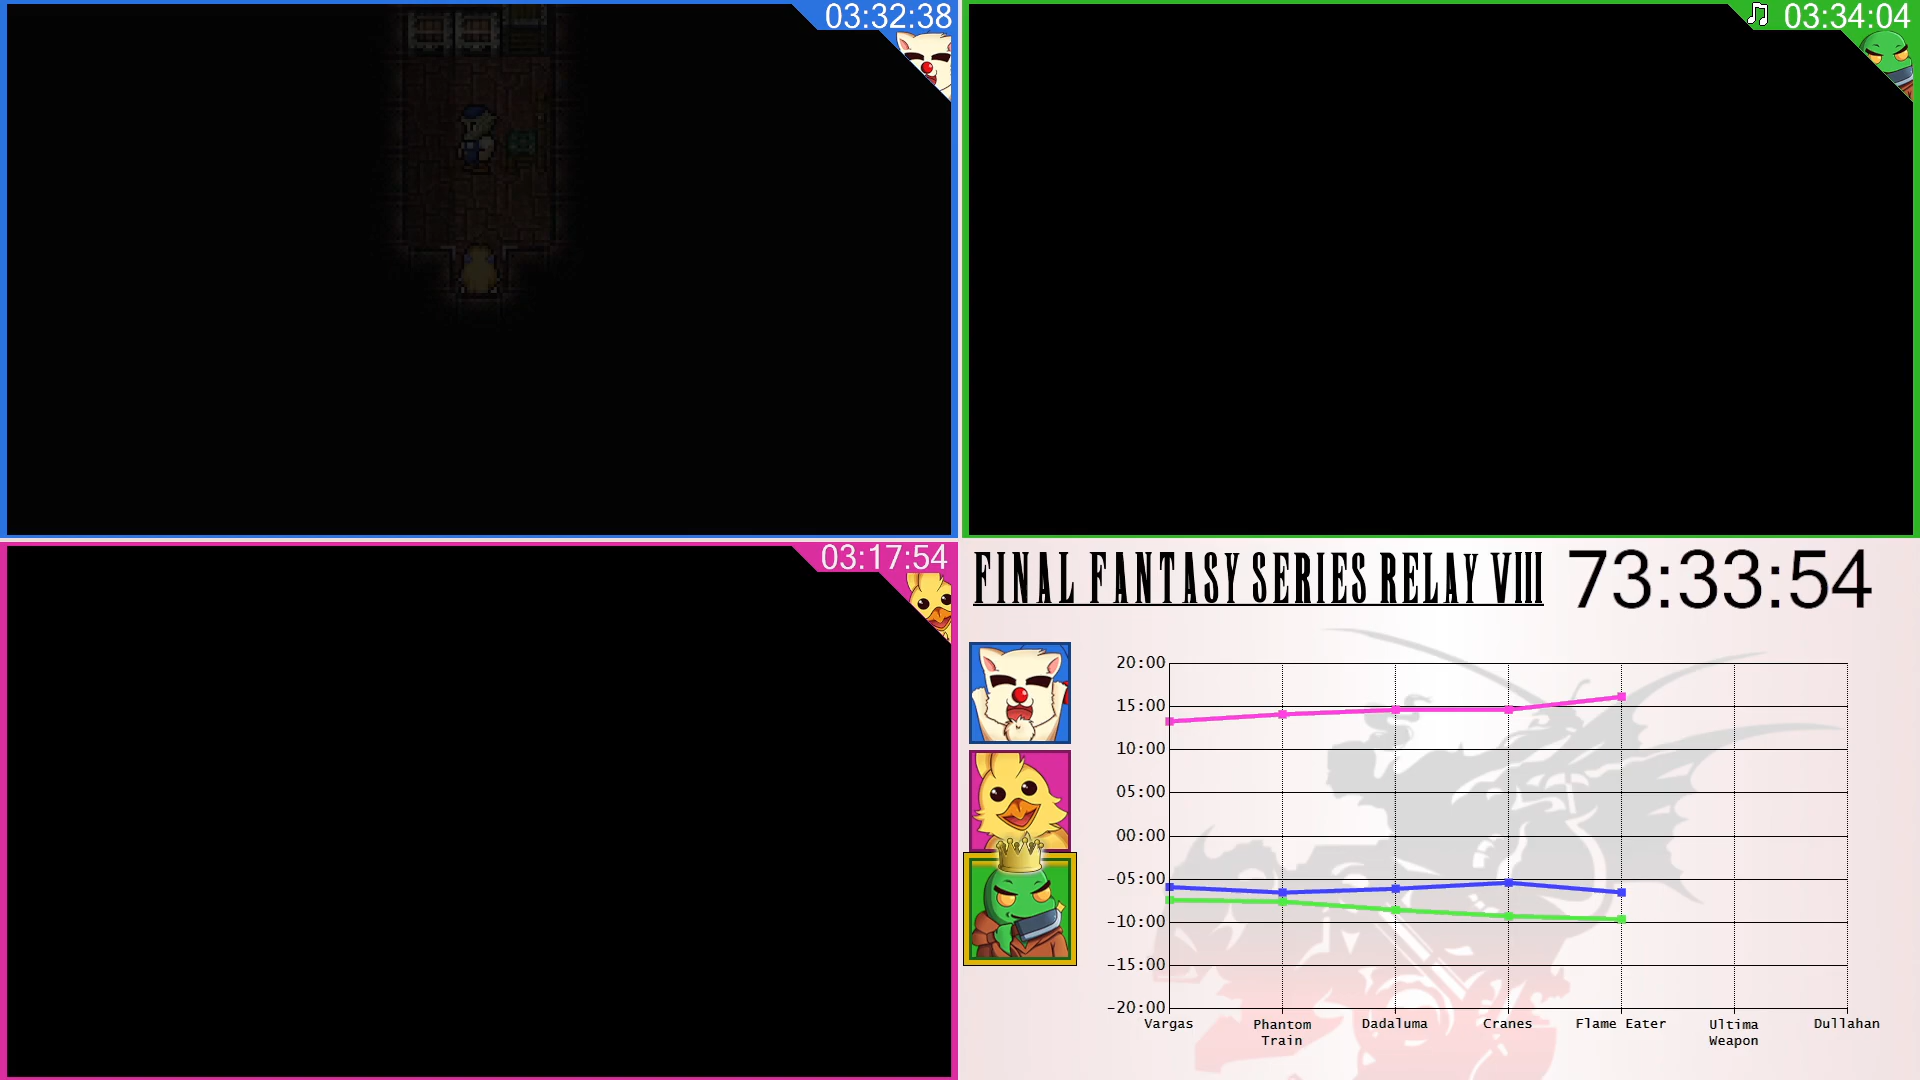 03:32:38
03:34:04
03:17:54
FINAL FANTASY SERIES RELAY VIII
73:33:54
20:00
15:00
10:00
05:00
00:00
-05:00
-10:00
-15:00
-20:00
Vargas
Phantom
Train
Dadaluma
Cranes
Flame Eater
Ultima
Weapon
Dullahan